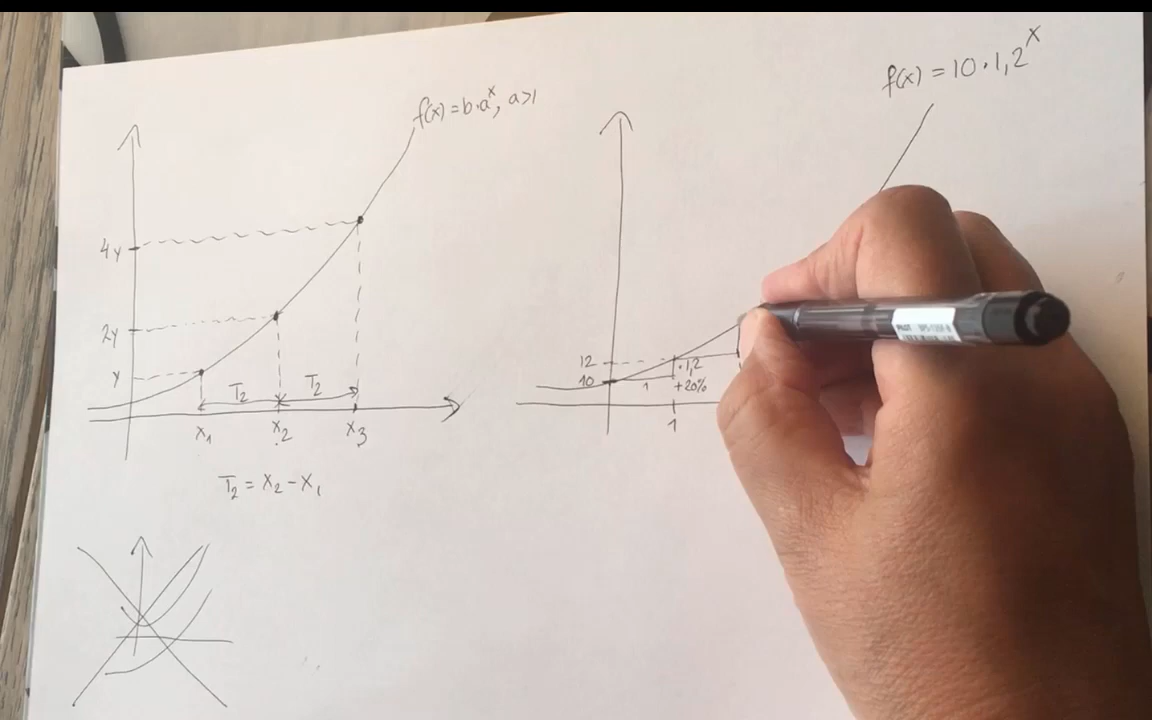 f(x) = b·a^x, a>1
4y
2y
y
T₂ T₂
x₁ x₂ x₃
T₂ = x₂ - x₁
f(x) = 10·1,2^x
12
10
1
·1,2
+20%
1
PILOT